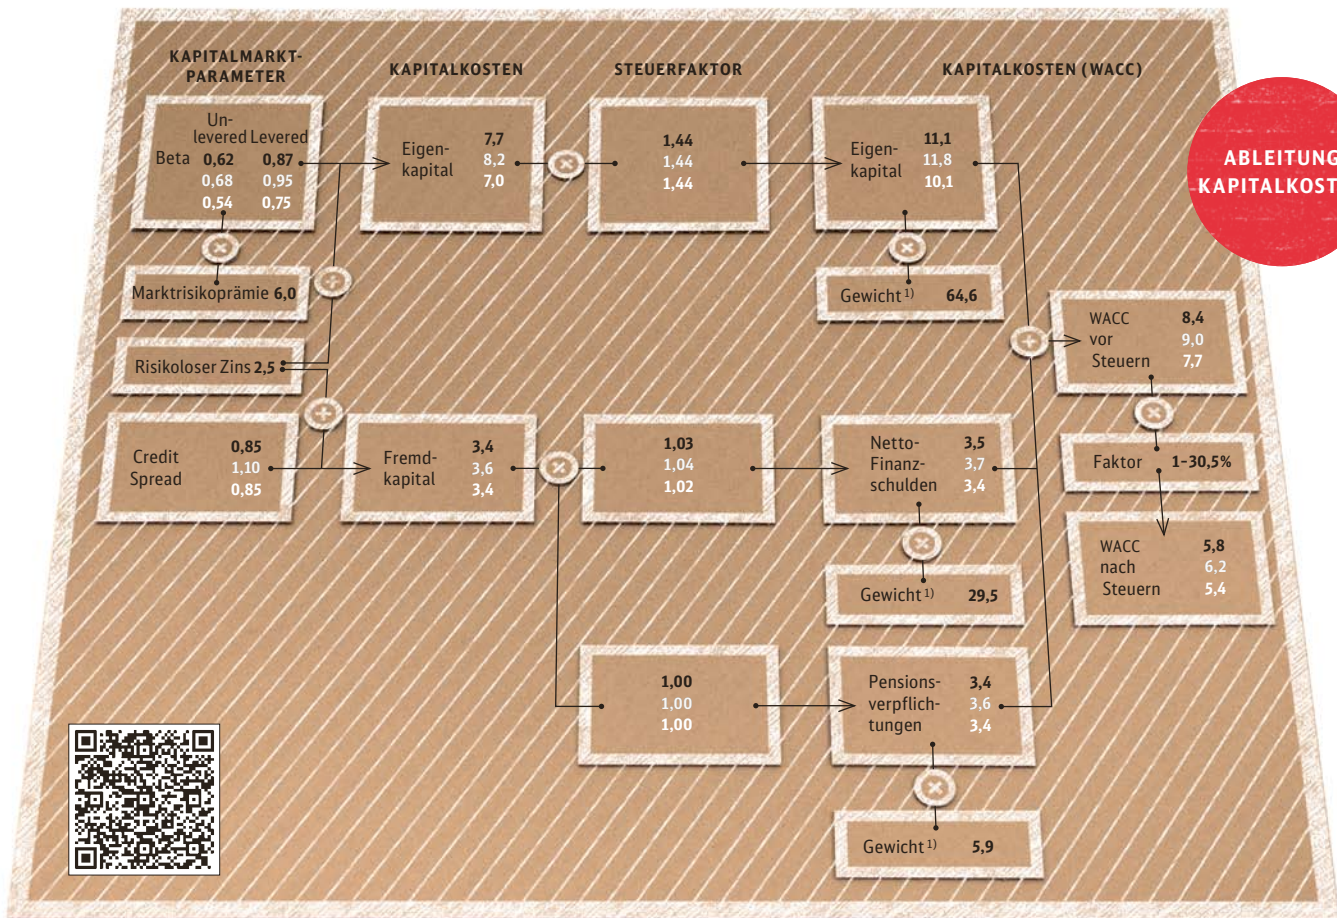 KAPITALMARKT-
PARAMETER
KAPITALKOSTEN
STEUERFAKTOR
KAPITALKOSTEN (WACC)
ABLEITUNG
KAPITALKOST
Un-
levered Levered
Beta 0,62 0,87
0,68 0,95
0,54 0,75
Marktrisikoprämie 6,0
Risikoloser Zins 2,5
Credit
Spread
0,85
1,10
0,85
Eigen-
kapital
7,7
8,2
7,0
1,44
1,44
1,44
Eigen-
kapital
11,1
11,8
10,1
Gewicht 1) 64,6
Fremd-
kapital
3,4
3,6
3,4
1,03
1,04
1,02
Netto-
Finanz-
schulden
3,5
3,7
3,4
Gewicht 1) 29,5
1,00
1,00
1,00
Pensions-
verpflich-
tungen
3,4
3,6
3,4
Gewicht 1) 5,9
WACC
vor
Steuern
8,4
9,0
7,7
Faktor 1–30,5%
WACC
nach
Steuern
5,8
6,2
5,4